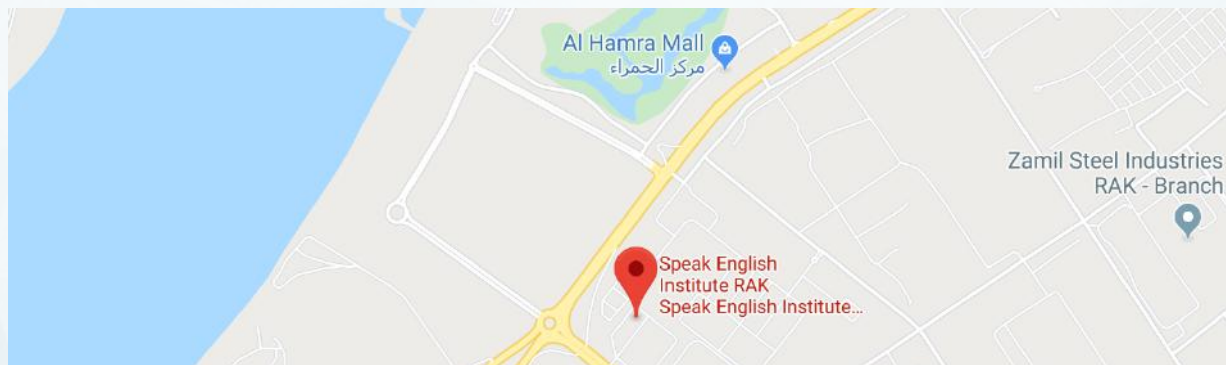 Al Hamra Mall
مركز الحمراء
Zamil Steel Industries
RAK - Branch
Speak English
Institute RAK
Speak English Institute…